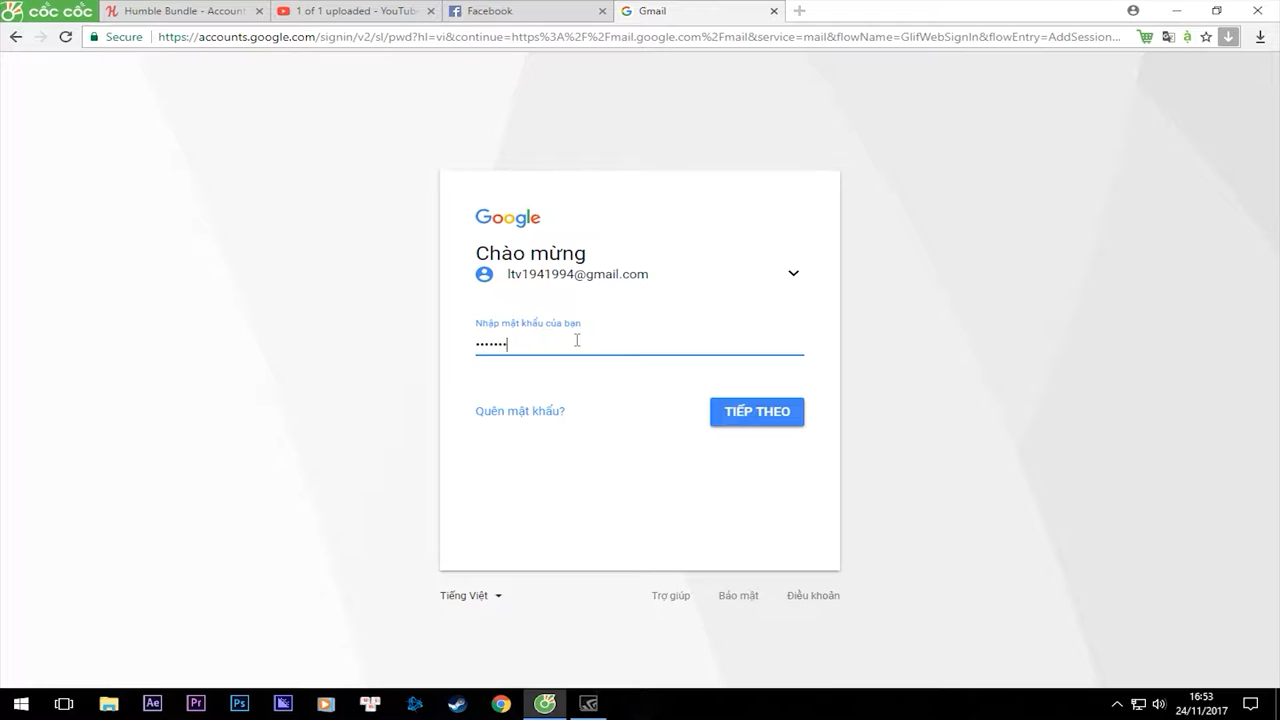 cốc cốc
Humble Bundle - Account
1 of 1 uploaded - YouTube
Facebook
Gmail
Secure
https://accounts.google.com/signin/v2/sl/pwd?hl=vi&continue=https%3A%2F%2Fmail.google.com%2Fmail&service=mail&flowName=GlifWebSignIn&flowEntry=AddSession...
Google
Chào mừng
ltv1941994@gmail.com
Nhập mật khẩu của bạn
•••••••
Quên mật khẩu?
TIẾP THEO
Tiếng Việt
Trợ giúp
Bảo mật
Điều khoản
Ae
Pr
Ps
16:53
24/11/2017